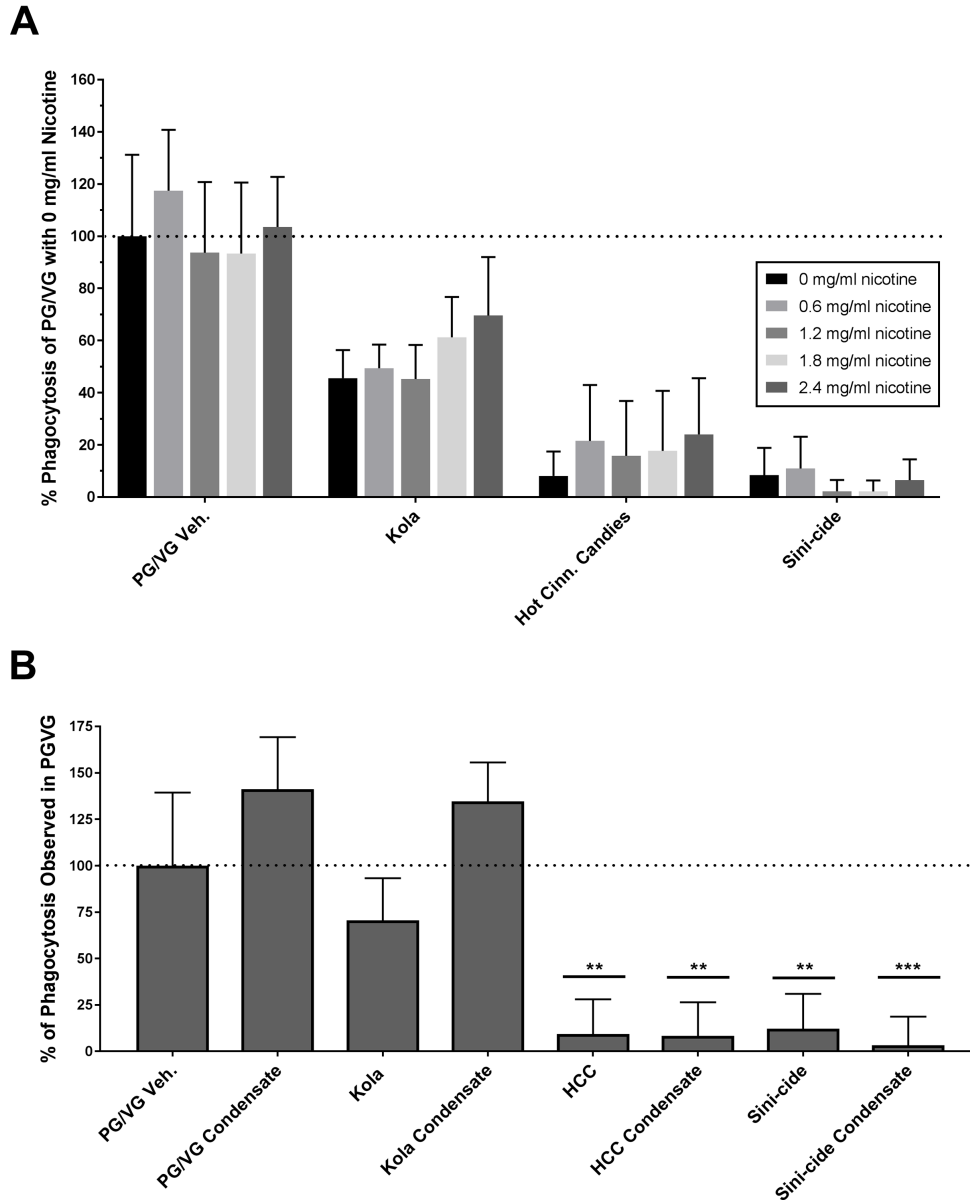 A
% Phagocytosis of PG/VG with 0 mg/ml Nicotine
160
140
120
100
80
60
40
20
0
0 mg/ml nicotine
0.6 mg/ml nicotine
1.2 mg/ml nicotine
1.8 mg/ml nicotine
2.4 mg/ml nicotine
PG/VG Veh.
Kola
Hot Cinn. Candies
Sini-cide
B
% of Phagocytosis Observed in PGVG
175
150
125
100
75
50
25
0
**
**
**
***
PG/VG Veh.
PG/VG Condensate
Kola
Kola Condensate
HCC
HCC Condensate
Sini-cide
Sini-cide Condensate